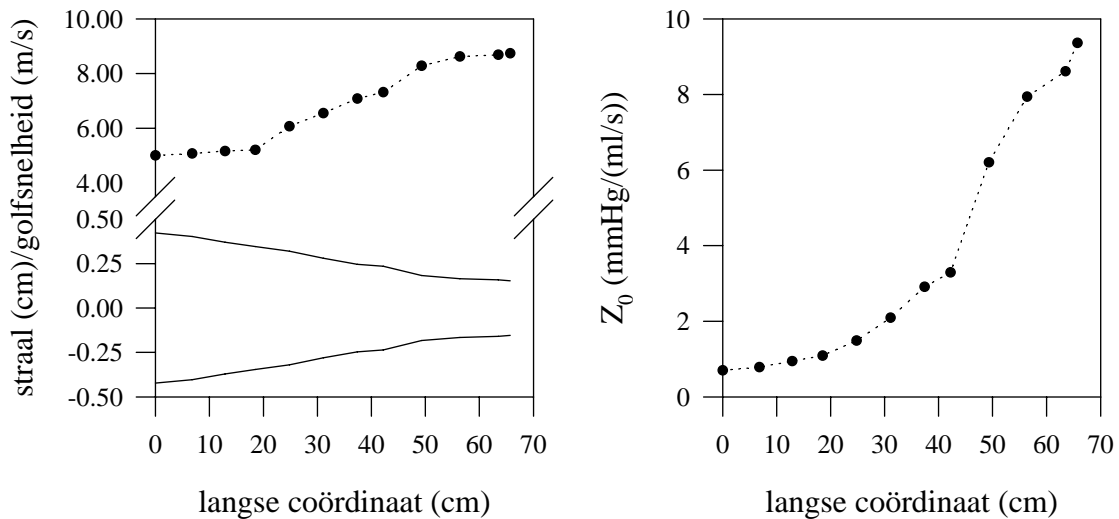 straal (cm)/golfsnelheid (m/s)
10.00
8.00
6.00
4.00
0.50
0.25
0.00
-0.25
-0.50
0 10 20 30 40 50 60 70
langse coördinaat (cm)
Z0 (mmHg/(ml/s))
10
8
6
4
2
0
0 10 20 30 40 50 60 70
langse coördinaat (cm)